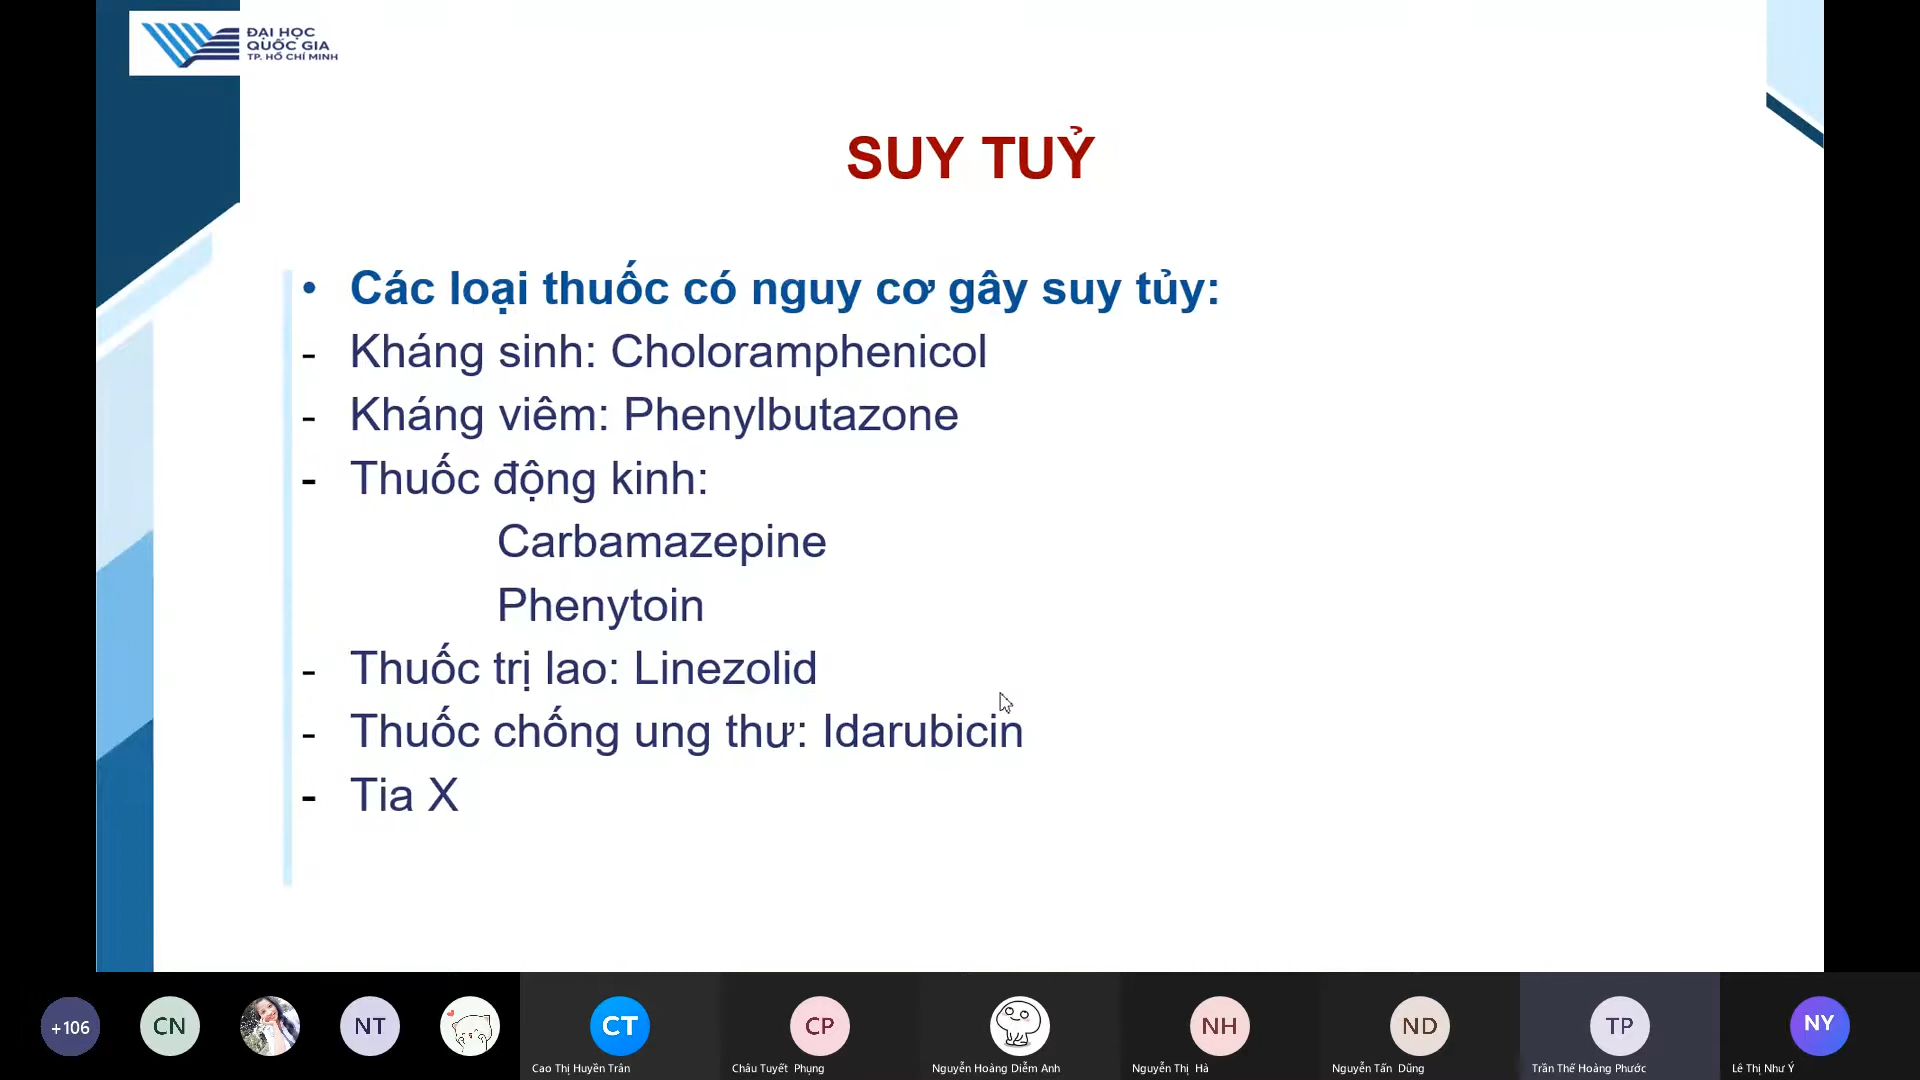 ĐẠI HỌC
QUỐC GIA
TP. HỒ CHÍ MINH
SUY TUỶ
• Các loại thuốc có nguy cơ gây suy tủy:
- Kháng sinh: Choloramphenicol
- Kháng viêm: Phenylbutazone
- Thuốc động kinh:
Carbamazepine
Phenytoin
- Thuốc trị lao: Linezolid
- Thuốc chống ung thư: Idarubicin
- Tia X
+106
CN
NT
CT
CP
NH
ND
TP
NY
Cao Thị Huyền Trân
Châu Tuyết Phụng
Nguyễn Hoàng Diễm Anh
Nguyễn Thị Hà
Nguyễn Tấn Dũng
Trần Thế Hoàng Phước
Lê Thị Như Ý